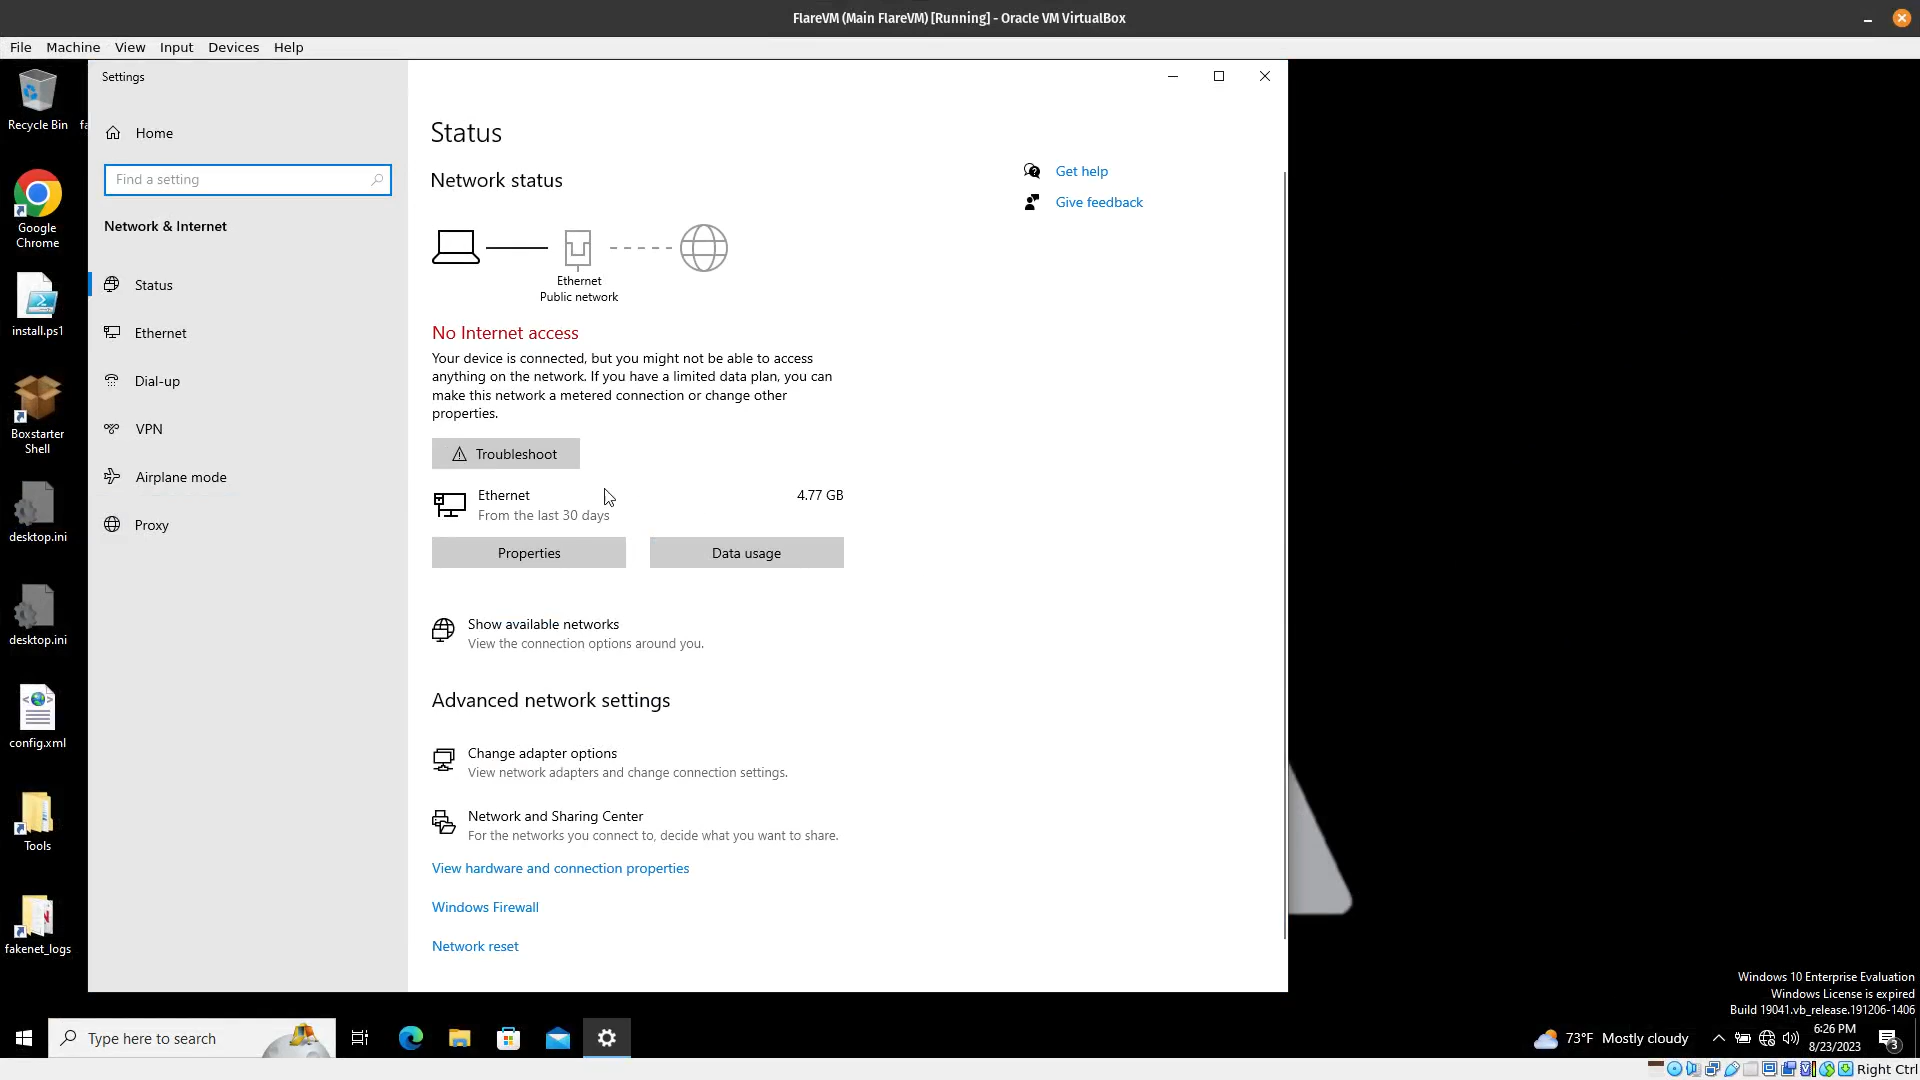 FlareVM (Main FlareVM) [Running] - Oracle VM VirtualBox
File Machine View Input Devices Help
Recycle Bin
fa
Google
Chrome
install.ps1
Boxstarter
Shell
desktop.ini
desktop.ini
config.xml
Tools
fakenet_logs
Settings
Home
Find a setting
Network & Internet
Status
Ethernet
Dial-up
VPN
Airplane mode
Proxy
Status
Network status
Ethernet
Public network
No Internet access
Your device is connected, but you might not be able to access
anything on the network. If you have a limited data plan, you can
make this network a metered connection or change other
properties.
Troubleshoot
Ethernet
From the last 30 days
4.77 GB
Properties
Data usage
Show available networks
View the connection options around you.
Advanced network settings
Change adapter options
View network adapters and change connection settings.
Network and Sharing Center
For the networks you connect to, decide what you want to share.
View hardware and connection properties
Windows Firewall
Network reset
Get help
Give feedback
Windows 10 Enterprise Evaluation
Windows License is expired
Build 19041.vb_release.191206-1406
Type here to search
73°F Mostly cloudy
6:26 PM
8/23/2023
3
Right Ctrl